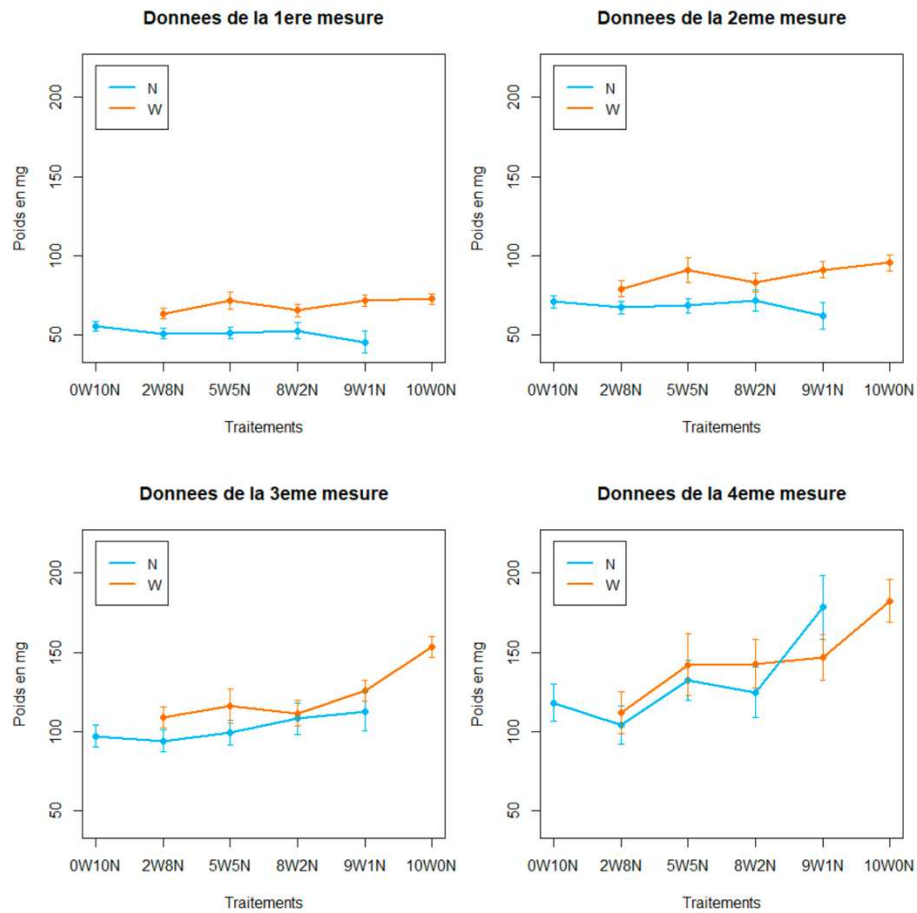 Donnees de la 1ere mesure
N
W
200
150
100
50
Poids en mg
0W10N 2W8N 5W5N 8W2N 9W1N 10W0N
Traitements
Donnees de la 2eme mesure
N
W
200
150
100
50
Poids en mg
0W10N 2W8N 5W5N 8W2N 9W1N 10W0N
Traitements
Donnees de la 3eme mesure
N
W
200
150
100
50
Poids en mg
0W10N 2W8N 5W5N 8W2N 9W1N 10W0N
Traitements
Donnees de la 4eme mesure
N
W
200
150
100
50
Poids en mg
0W10N 2W8N 5W5N 8W2N 9W1N 10W0N
Traitements